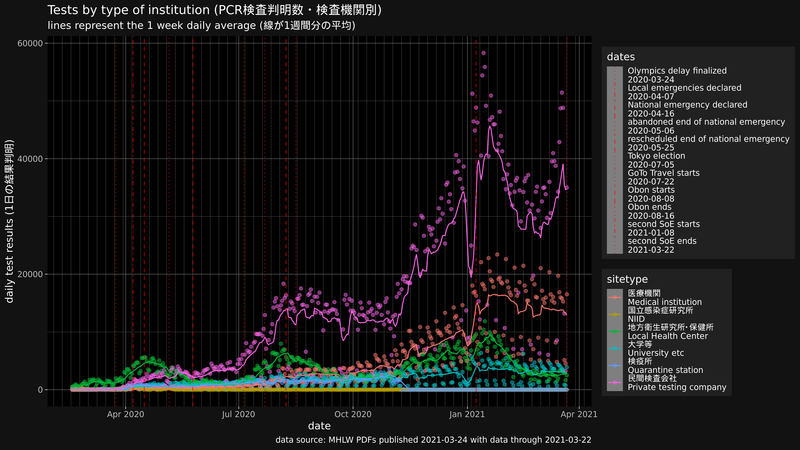 Tests by type of institution (PCR検査判明数・検査機関別)
lines represent the 1 week daily average (線が1週間分の平均)
daily test results (1日の結果判明)
60000
40000
20000
0
Apr 2020
Jul 2020
Oct 2020
Jan 2021
Apr 2021
date
data source: MHLW PDFs published 2021-03-24 with data through 2021-03-22
dates
Olympics delay finalized
2020-03-24
Local emergencies declared
2020-04-07
National emergency declared
2020-04-16
abandoned end of national emergency
2020-05-06
rescheduled end of national emergency
2020-05-25
Tokyo election
2020-07-05
GoTo Travel starts
2020-07-22
Obon starts
2020-08-08
Obon ends
2020-08-16
second SoE starts
2021-01-08
second SoE ends
2021-03-22
sitetype
医療機関
Medical institution
国立感染症研究所
NIID
地方衛生研究所･保健所
Local Health Center
大学等
University etc
検疫所
Quarantine station
民間検査会社
Private testing company